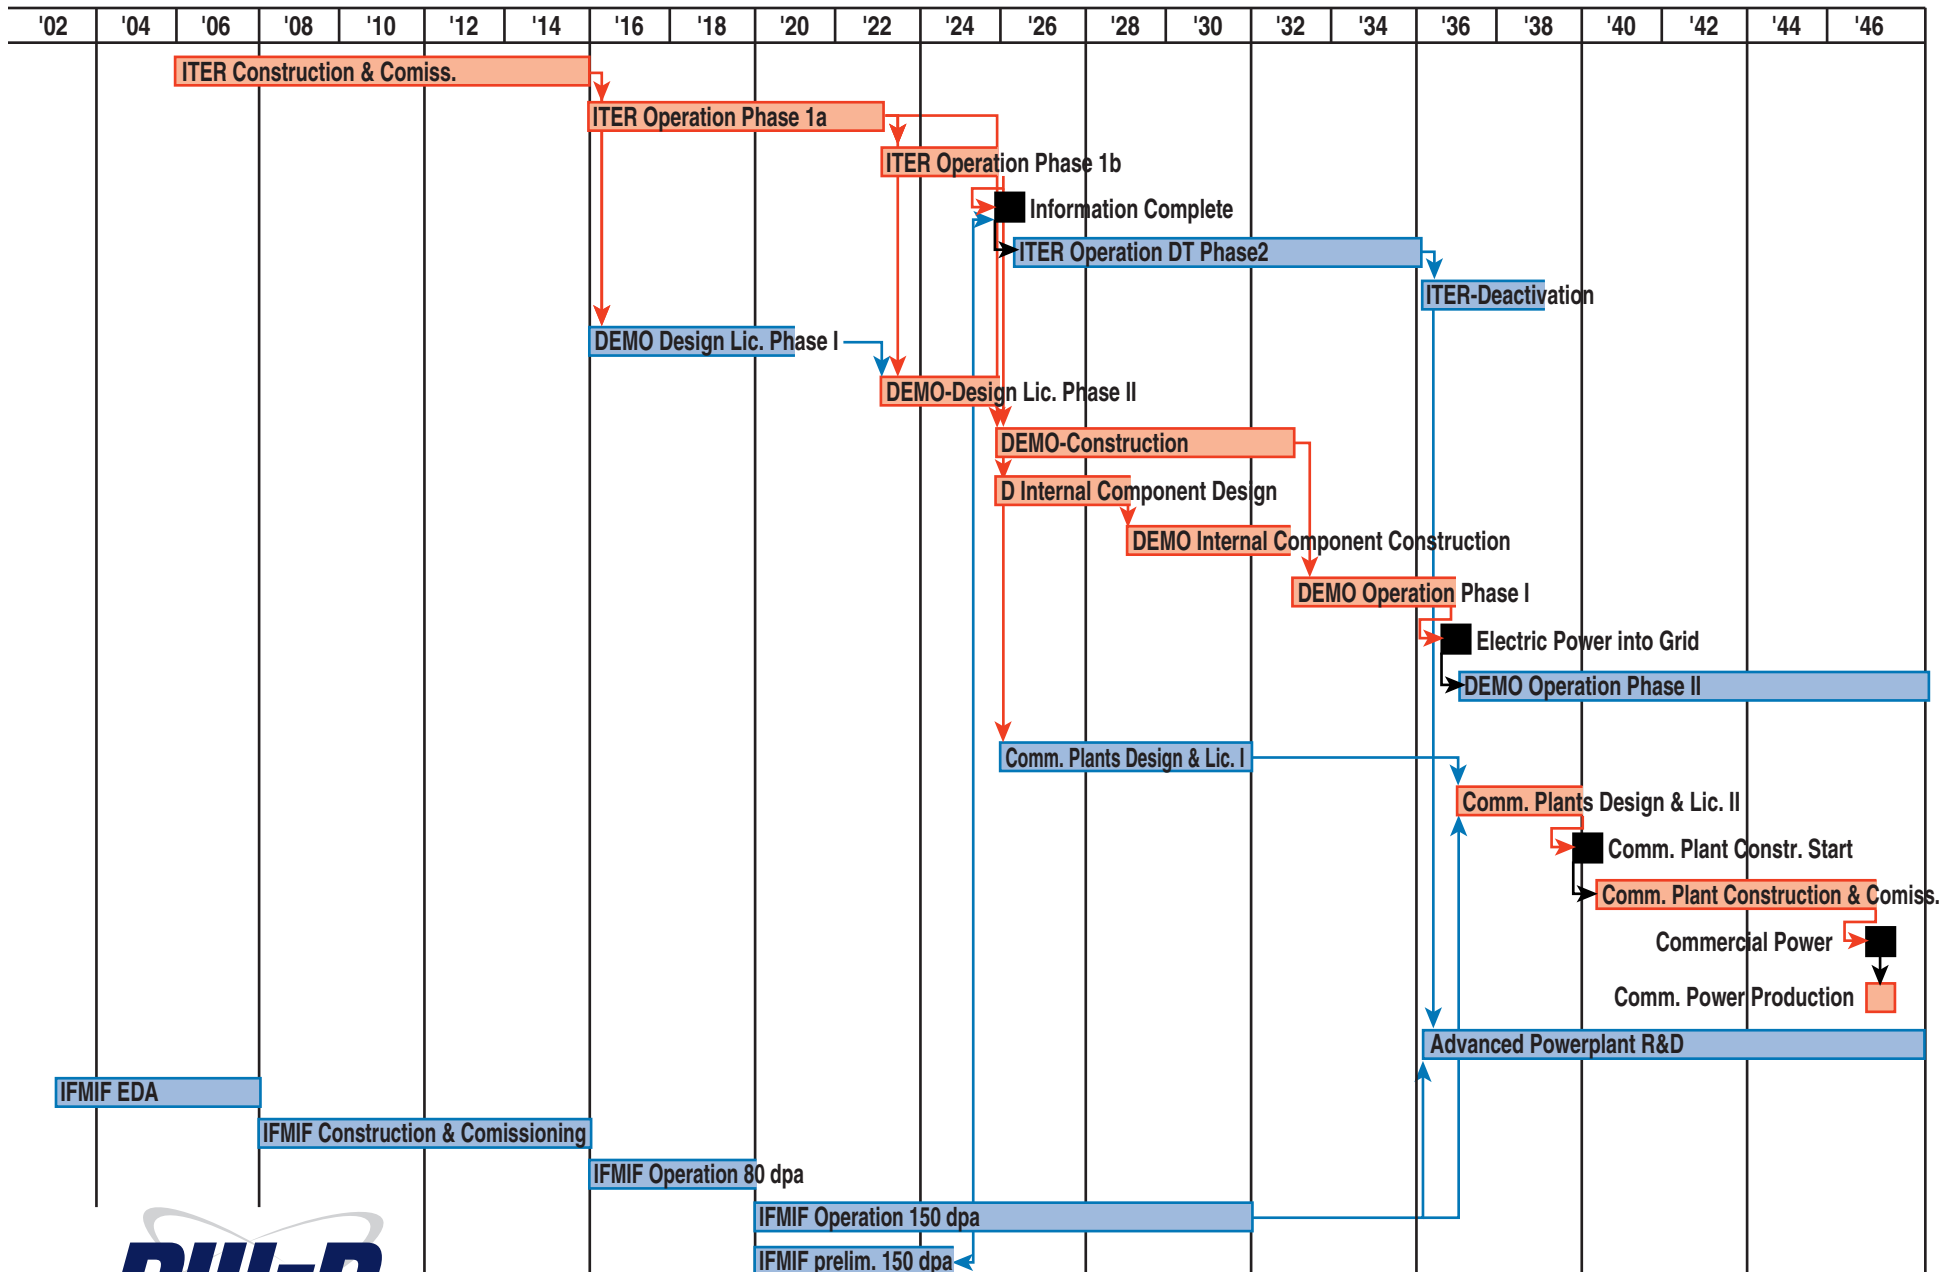 '02 '04 '06 '08 '10 '12 '14 '16 '18 '20 '22 '24 '26 '28 '30 '32 '34 '36 '38 '40 '42 '44 '46
ITER Construction & Comiss.
ITER Operation Phase 1a
ITER Operation Phase 1b
Information Complete
ITER Operation DT Phase2
ITER-Deactivation
DEMO Design Lic. Phase I
DEMO-Design Lic. Phase II
DEMO-Construction
D Internal Component Design
DEMO Internal Component Construction
DEMO Operation Phase I
Electric Power into Grid
DEMO Operation Phase II
Comm. Plants Design & Lic. I
Comm. Plants Design & Lic. II
Comm. Plant Constr. Start
Comm. Plant Construction & Comiss.
Commercial Power
Comm. Power Production
Advanced Powerplant R&D
IFMIF EDA
IFMIF Construction & Comissioning
IFMIF Operation 80 dpa
IFMIF Operation 150 dpa
IFMIF prelim. 150 dpa